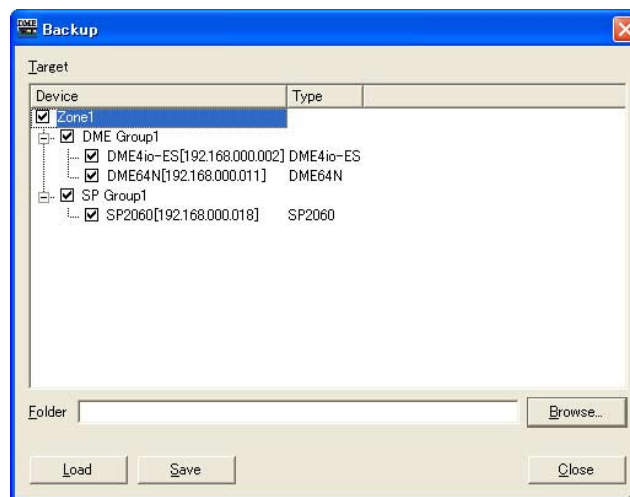 DME
Backup
Target
Device Type
Zone1
DME Group1
DME4io-ES[192.168.000.002] DME4io-ES
DME64N[192.168.000.011] DME64N
SP Group1
SP2060[192.168.000.018] SP2060
Folder Browse...
Load Save Close